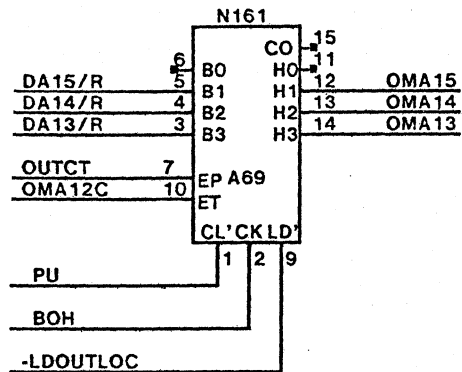 N161
CO 15
6 B0 H0 11
DA15/R 5 B1 H1 12 OMA15
DA14/R 4 B2 H2 13 OMA14
DA13/R 3 B3 H3 14 OMA13
OUTCT 7 EP A69
OMA12C 10 ET
CL' CK LD'
1 2 9
PU
BOH
-LDOUTLOC